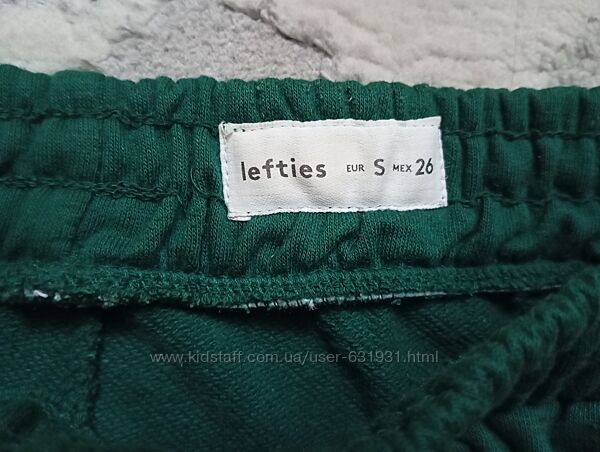 lefties EUR S MEX 26
www.kidstaff.com.ua/user-631931.html